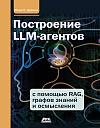 Построение
LLM-агентов
с помощью RAG,
графов знаний
и осмысления